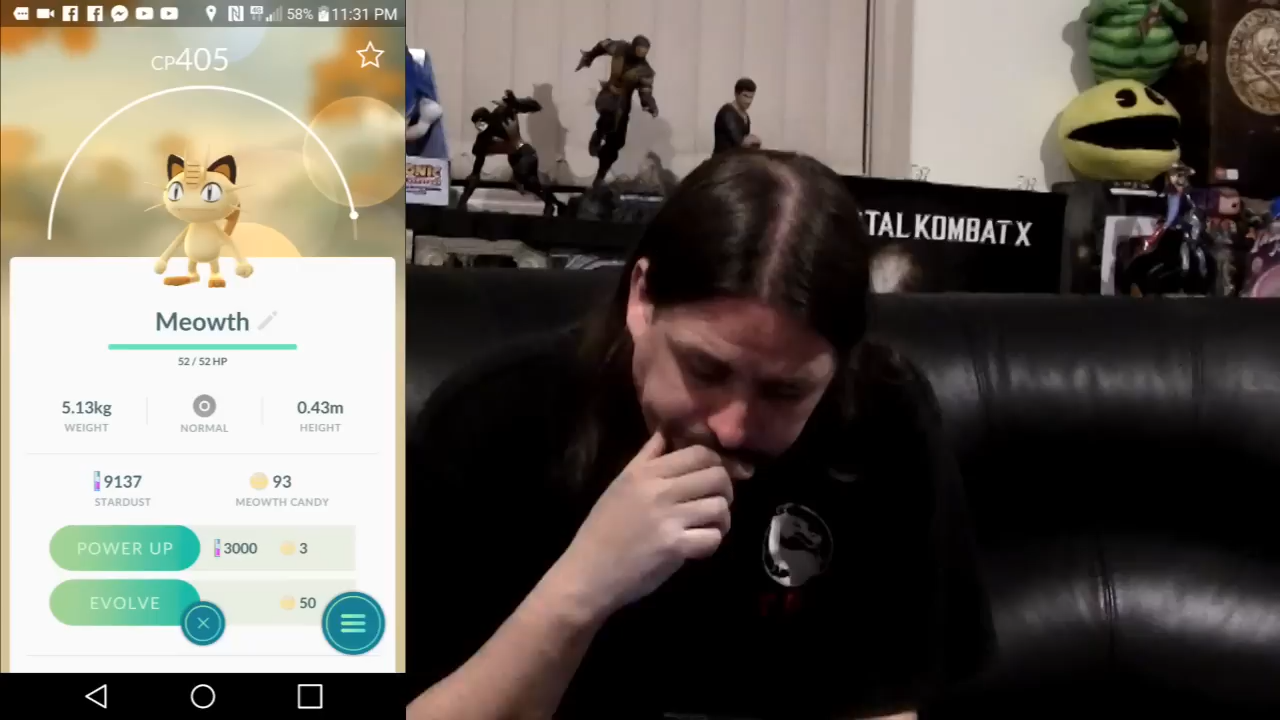 58% 11:31 PM
CP405
Meowth
52 / 52 HP
5.13kg
WEIGHT
NORMAL
0.43m
HEIGHT
9137
STARDUST
93
MEOWTH CANDY
POWER UP 3000 3
EVOLVE 50
TAL KOMBAT X